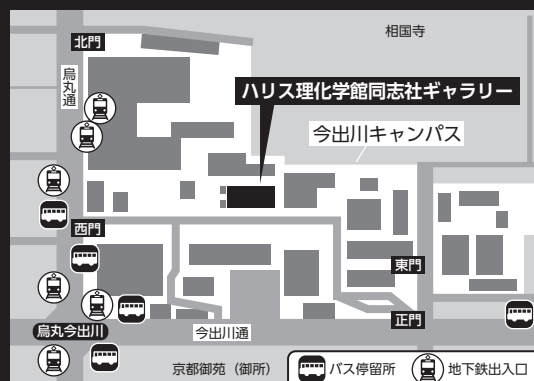 相国寺
北門
烏丸通
ハリス理化学館同志社ギャラリー
今出川キャンパス
西門
東門
正門
烏丸今出川
今出川通
京都御苑(御所)
バス停留所
地下鉄出入口